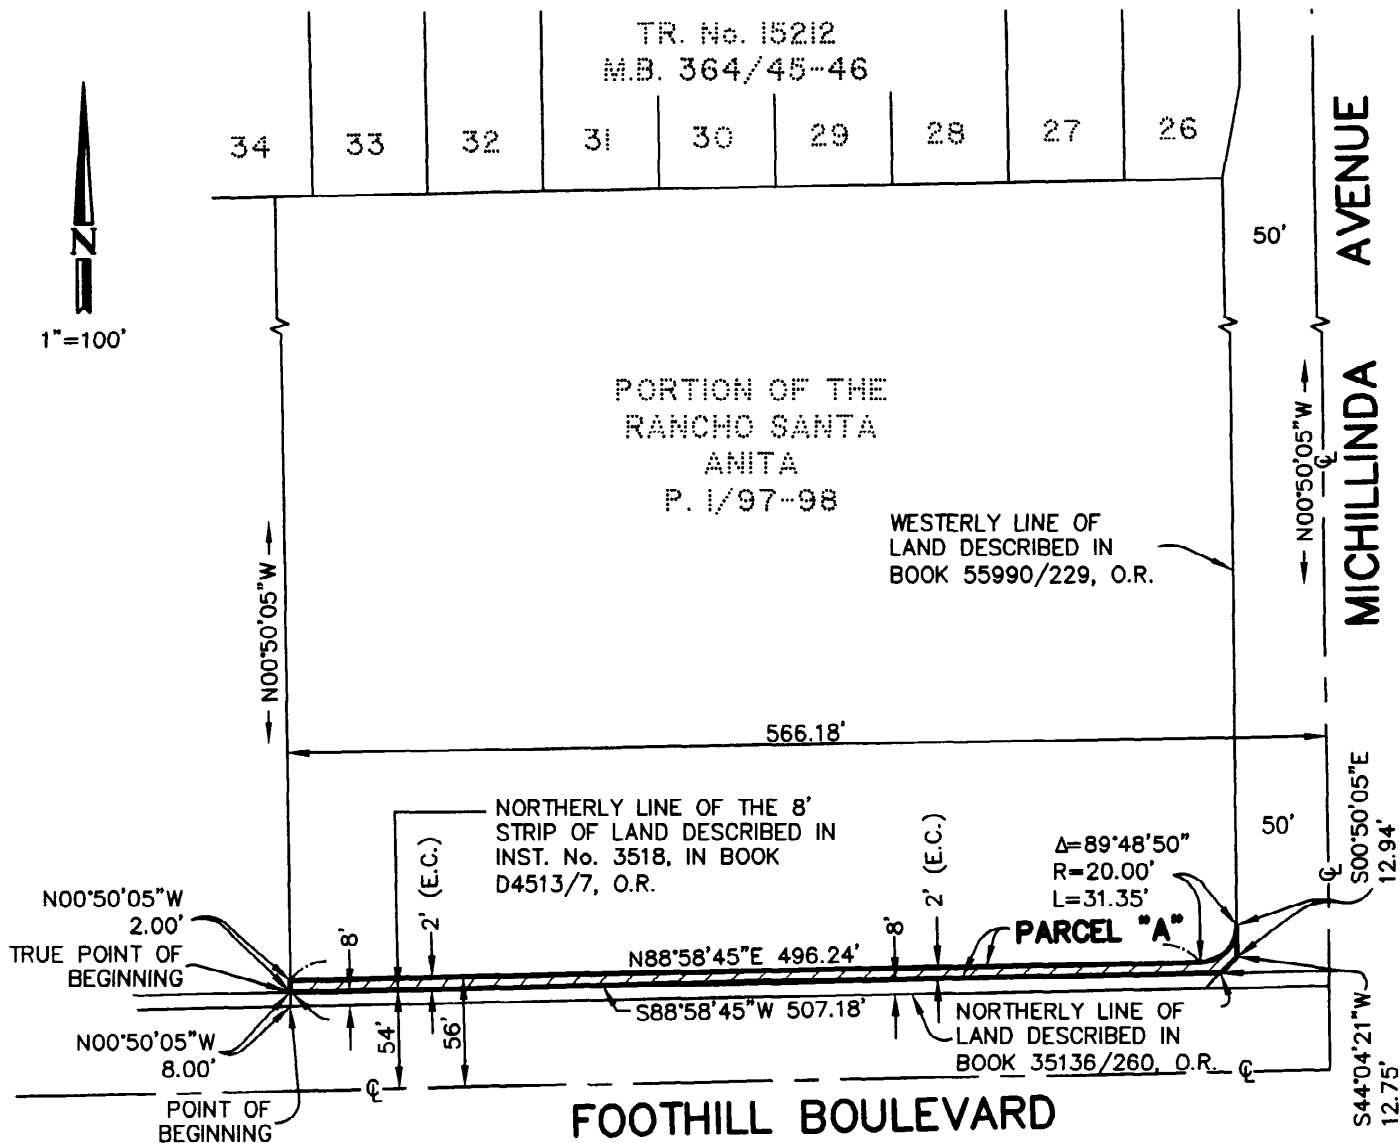 TR. No. 15212
M.B. 364/45-46
34
33
32
31
30
29
28
27
26
N
1"=100'
50'
MICHILLINDA AVENUE
PORTION OF THE
RANCHO SANTA
ANITA
P. 1/97-98
N00°50'05"W
℄
WESTERLY LINE OF
LAND DESCRIBED IN
BOOK 55990/229, O.R.
N00°50'05"W
566.18'
NORTHERLY LINE OF THE 8'
STRIP OF LAND DESCRIBED IN
INST. No. 3518, IN BOOK
D4513/7, O.R.
50'
S00°50'05"E
12.94'
℄
Δ=89°48'50"
R=20.00'
L=31.35'
2' (E.C.)
2' (E.C.)
8'
8'
PARCEL "A"
N00°50'05"W
2.00'
TRUE POINT OF
BEGINNING
N88°58'45"E 496.24'
S88°58'45"W 507.18'
NORTHERLY LINE OF
LAND DESCRIBED IN
BOOK 35136/260, O.R.
S44°04'21"W
12.75'
54'
56'
N00°50'05"W
8.00'
POINT OF
BEGINNING
℄
℄
FOOTHILL BOULEVARD